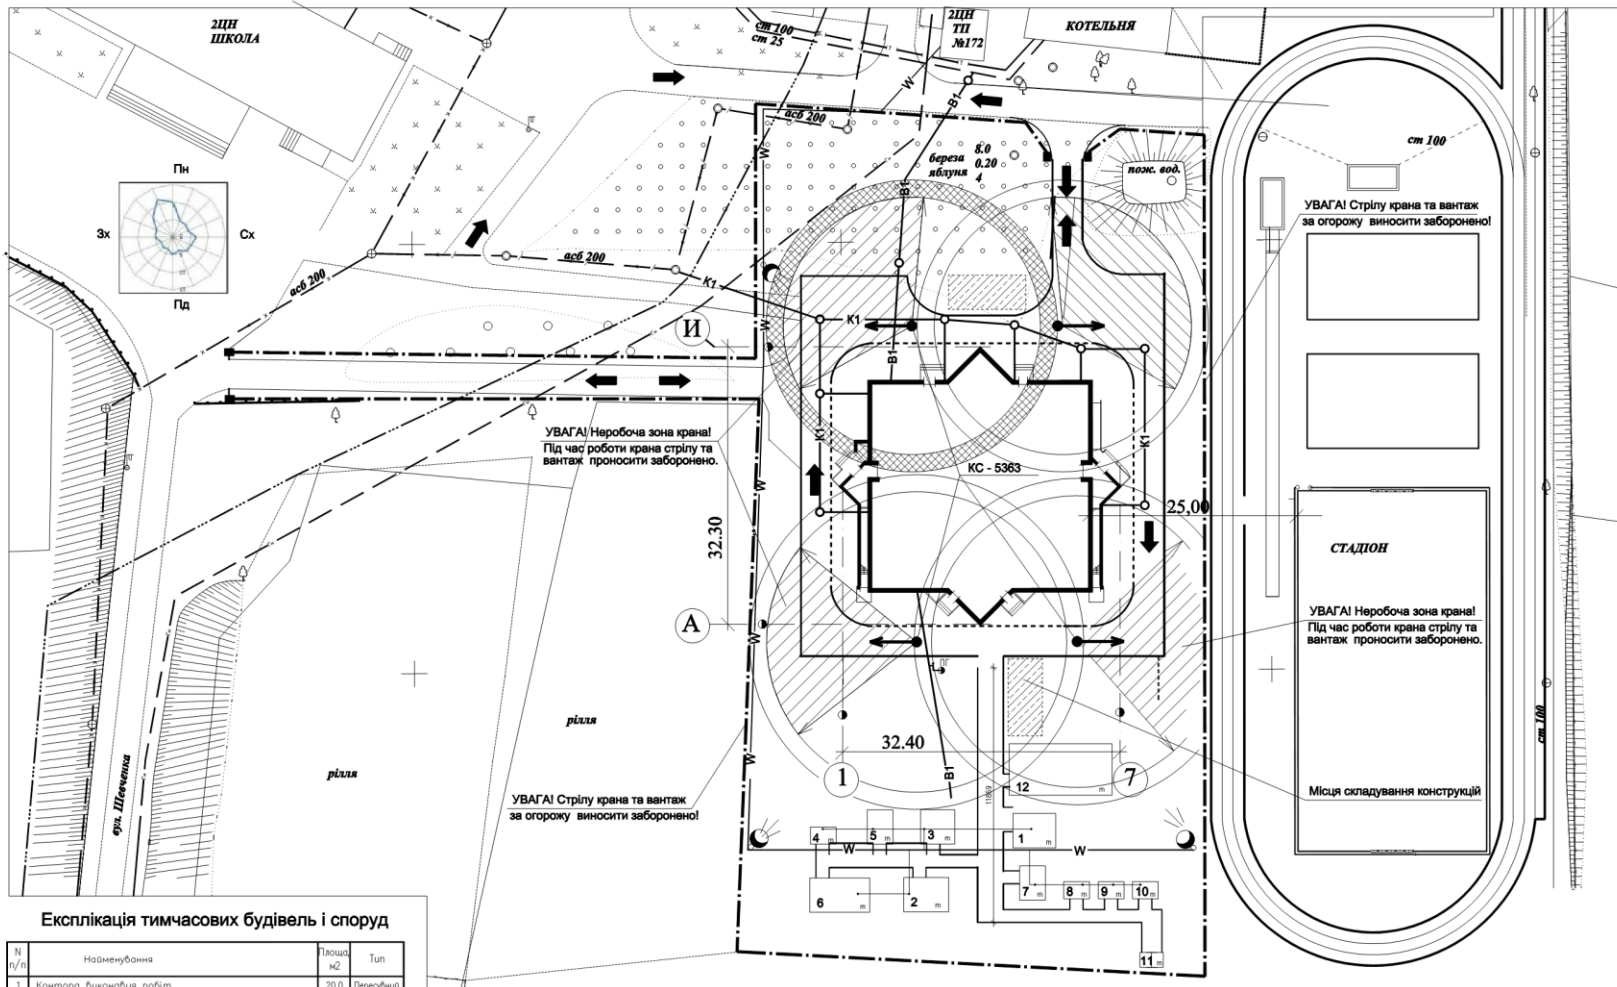 2ЦН
ШКОЛА
ст 100
ст 25
2ЦН
ТП
№172
КОТЕЛЬНЯ
W
В1
асб 200
W
ст 100
береза
яблуня
8.0
0.20
4
пож. вод.
Пн
Зх
Сх
Пд
УВАГА! Стрілу крана та вантаж
за огорожу виносити заборонено!
В1
асб 200
асб 200
К1
К1
W
И
В1
УВАГА! Неробоча зона крана!
Під час роботи крана стрілу та
вантаж проносити заборонено.
К1
К1
КС - 5363
W
25,00
32.30
СТАДІОН
А
W
УВАГА! Неробоча зона крана!
Під час роботи крана стрілу та
вантаж проносити заборонено.
ПГ
рілля
рілля
32.40
W
В1
1
7
12
вул. Шевченка
ст 100
УВАГА! Стрілу крана та вантаж
за огорожу виносити заборонено!
Місця складування конструкцій
4
5
3
1
W
W
6
2
7
8
9
10
11
Експлікація тимчасових будівель і споруд
N
п/п
Найменування
Площа,
м2
Тип
1
Контора виконавця робіт
20.0
Пересувний